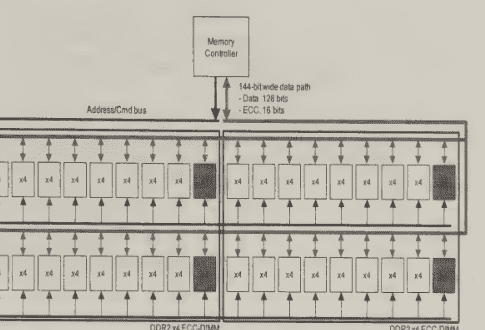 Memory
Controller
144-bit wide data path
- Data: 128 bits
- ECC: 16 bits
Address/Cmd bus
x4 x4 x4 x4 x4 x4 x4 x4 x4 x4 x4 x4 x4 x4 x4
x4 x4 x4 x4 x4 x4 x4 x4 x4 x4 x4 x4 x4 x4 x4
DDR2 x4 ECC-DIMM DDR2 x4 ECC-DIMM